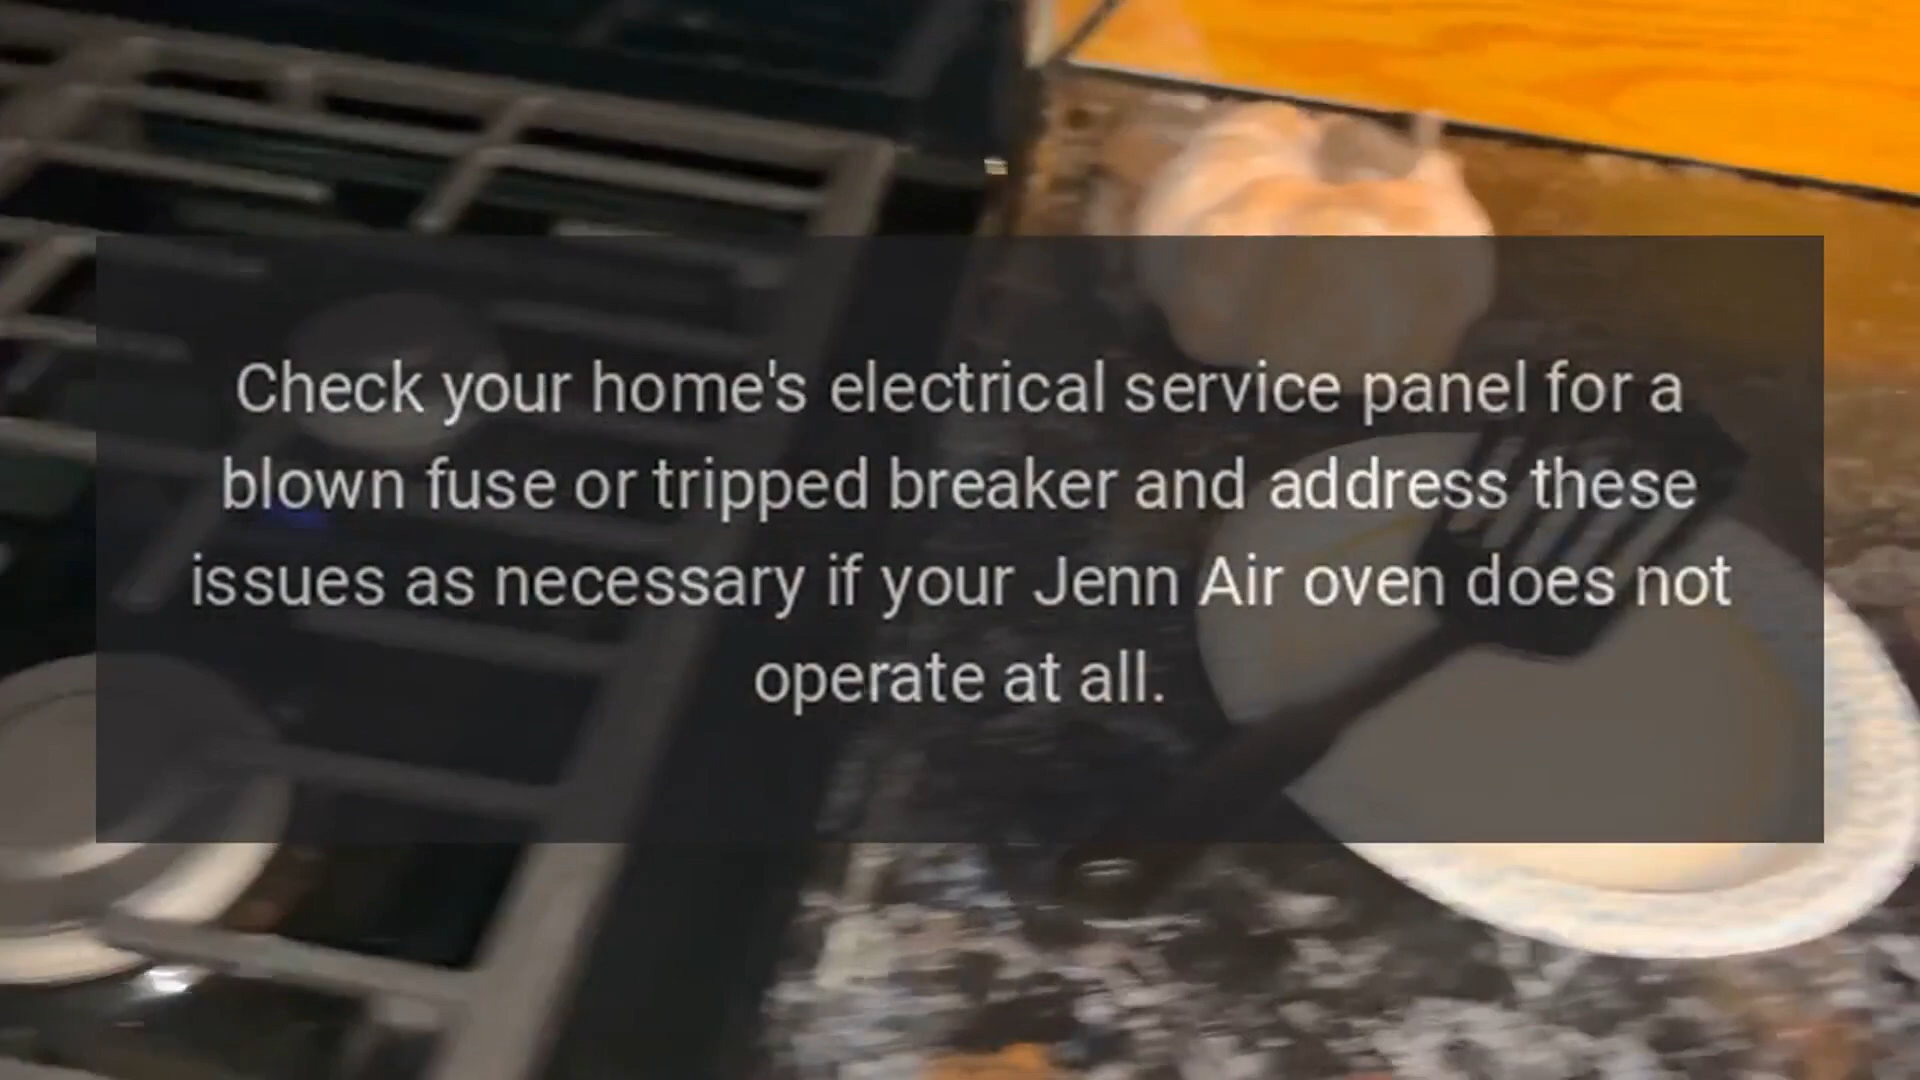 Check your home's electrical service panel for a
blown fuse or tripped breaker and address these
issues as necessary if your Jenn Air oven does not
operate at all.